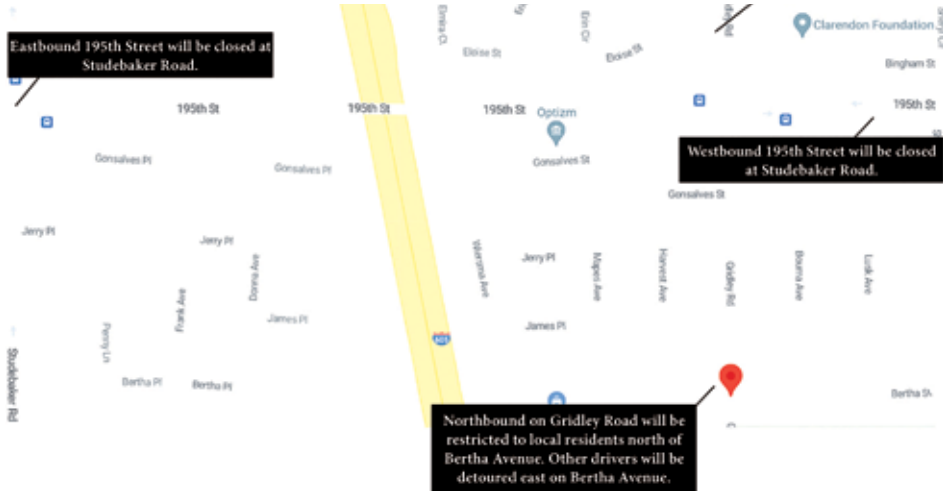 Elmira Ct
Erin Cir
Clarendon Foundation
Eastbound 195th Street will be closed at
Studebaker Road.
Eloise St
Eloise St
Bingham St
195th St
195th St
195th St
195th St
Optizm
Gonsalves Pl
Gonsalves Pl
Gonsalves St
Westbound 195th Street will be closed
at Studebaker Road.
Gonsalves St
Jerry Pl
Jerry Pl
Jerry Pl
Donna Ave
Mapes Ave
Harvest Ave
Gridley Rd
Bouma Ave
Frank Ave
James Pl
James Pl
Penny Ln
605
Studebaker Rd
Bertha Pl
Bertha Pl
Bertha St
Northbound on Gridley Road will be
restricted to local residents north of
Bertha Avenue. Other drivers will be
detoured east on Bertha Avenue.